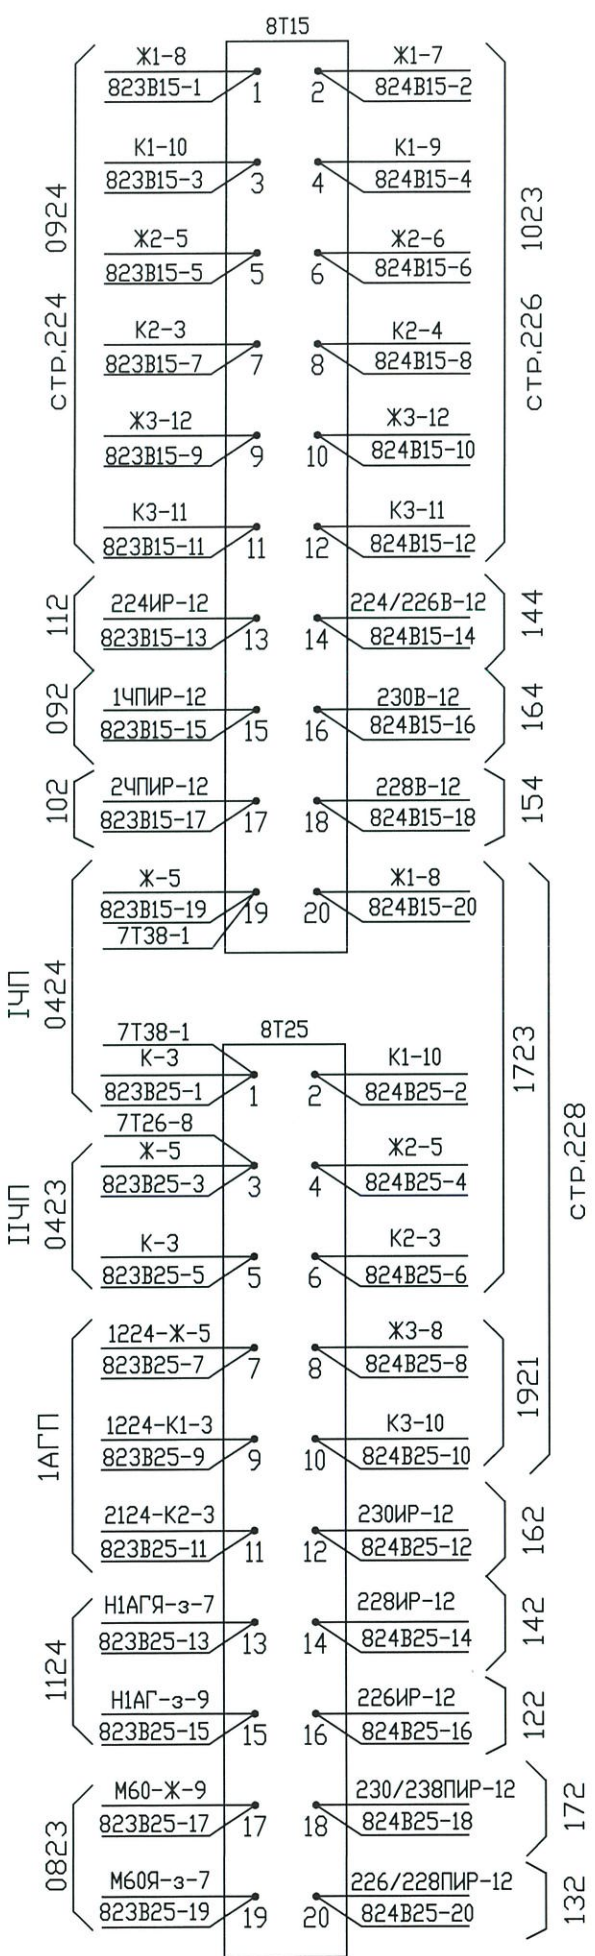 8Т15
Ж1-8
Ж1-7
823В15-1
1
2
824В15-2
К1-10
К1-9
823В15-3
3
4
824В15-4
Ж2-5
Ж2-6
823В15-5
5
6
824В15-6
К2-3
К2-4
823В15-7
7
8
824В15-8
Ж3-12
Ж3-12
823В15-9
9
10
824В15-10
К3-11
К3-11
823В15-11
11
12
824В15-12
0924
стр.224
1023
стр.226
112
224ИР-12
224/226В-12
144
823В15-13
13
14
824В15-14
092
1ЧПИР-12
230В-12
164
823В15-15
15
16
824В15-16
102
2ЧПИР-12
228В-12
154
823В15-17
17
18
824В15-18
Ж-5
Ж1-8
823В15-19
19
20
824В15-20
7Т38-1
IЧП
0424
8Т25
7Т38-1
К-3
К1-10
823В25-1
1
2
824В25-2
1723
стр.228
7Т26-8
Ж-5
Ж2-5
823В25-3
3
4
824В25-4
IIЧП
0423
К-3
К2-3
823В25-5
5
6
824В25-6
1224-Ж-5
Ж3-8
823В25-7
7
8
824В25-8
1921
1АГП
1224-К1-3
К3-10
823В25-9
9
10
824В25-10
2124-К2-3
230ИР-12
162
823В25-11
11
12
824В25-12
Н1АГЯ-з-7
228ИР-12
142
823В25-13
13
14
824В25-14
1124
Н1АГ-з-9
226ИР-12
122
823В25-15
15
16
824В25-16
М60-Ж-9
230/238ПИР-12
172
823В25-17
17
18
824В25-18
0823
М60Я-з-7
226/228ПИР-12
132
823В25-19
19
20
824В25-20